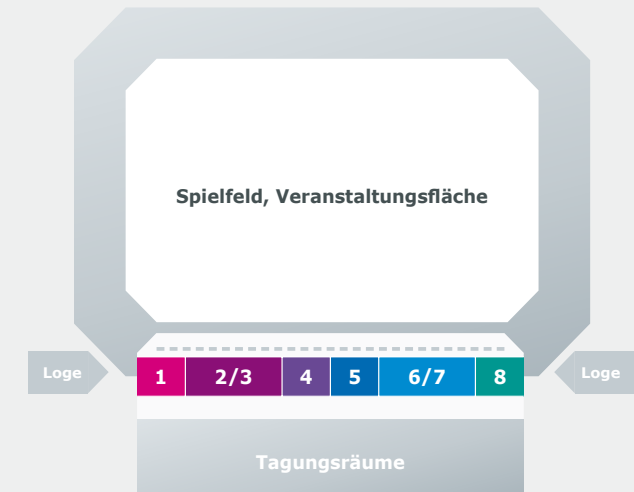 Spielfeld, Veranstaltungsfläche
Loge 1 2/3 4 5 6/7 8 Loge
Tagungsräume